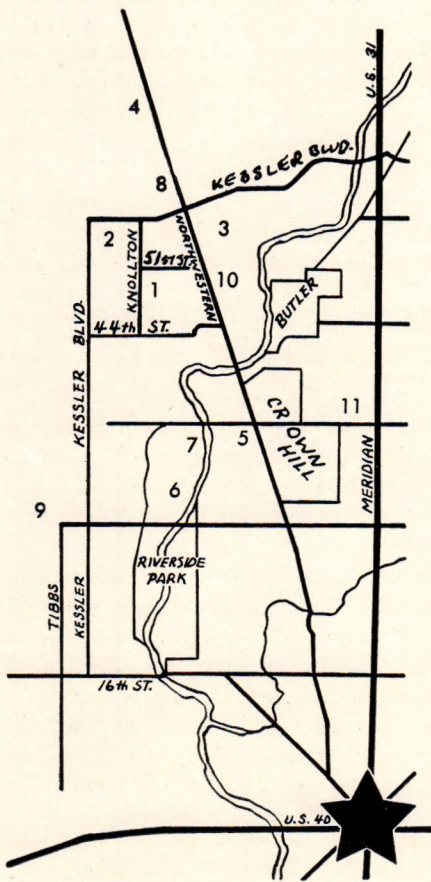 U.S. 31
4
8
KESSLER BLVD.
3
2
KNOLLTON
51ST ST.
NORTHWESTERN
1
10
BUTLER
44th ST.
KESSLER BLVD.
CROWN HILL
11
7
5
MERIDIAN
6
9
RIVERSIDE
PARK
TIBBS
KESSLER
16th ST.
U.S. 40